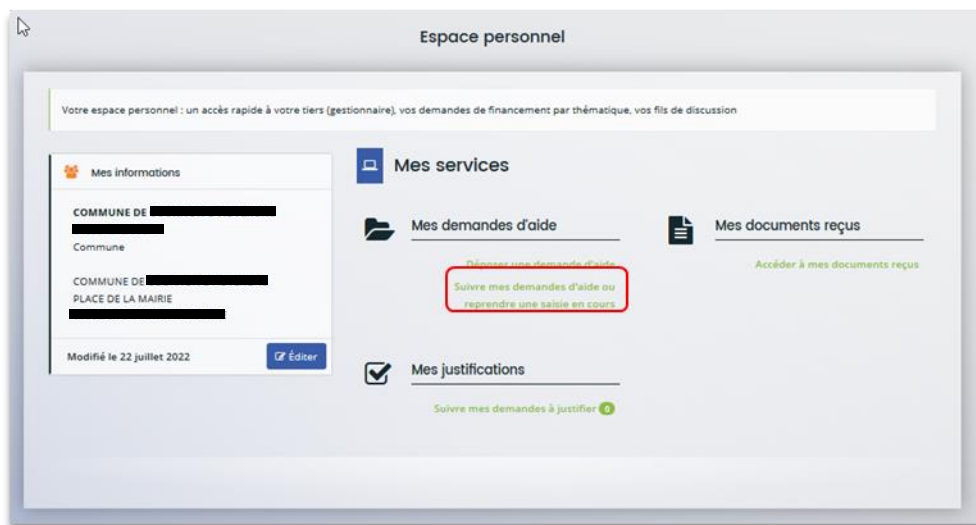 Espace personnel
Votre espace personnel : un accès rapide à votre tiers (gestionnaire), vos demandes de financement par thématique, vos fils de discussion
Mes informations
COMMUNE DE
Commune
COMMUNE DE
PLACE DE LA MAIRIE
Modifié le 22 juillet 2022
Éditer
Mes services
Mes demandes d'aide
Déposer une demande d'aide
Suivre mes demandes d'aide ou
reprendre une saisie en cours
Mes documents reçus
Accéder à mes documents reçus
Mes justifications
Suivre mes demandes à justifier 0